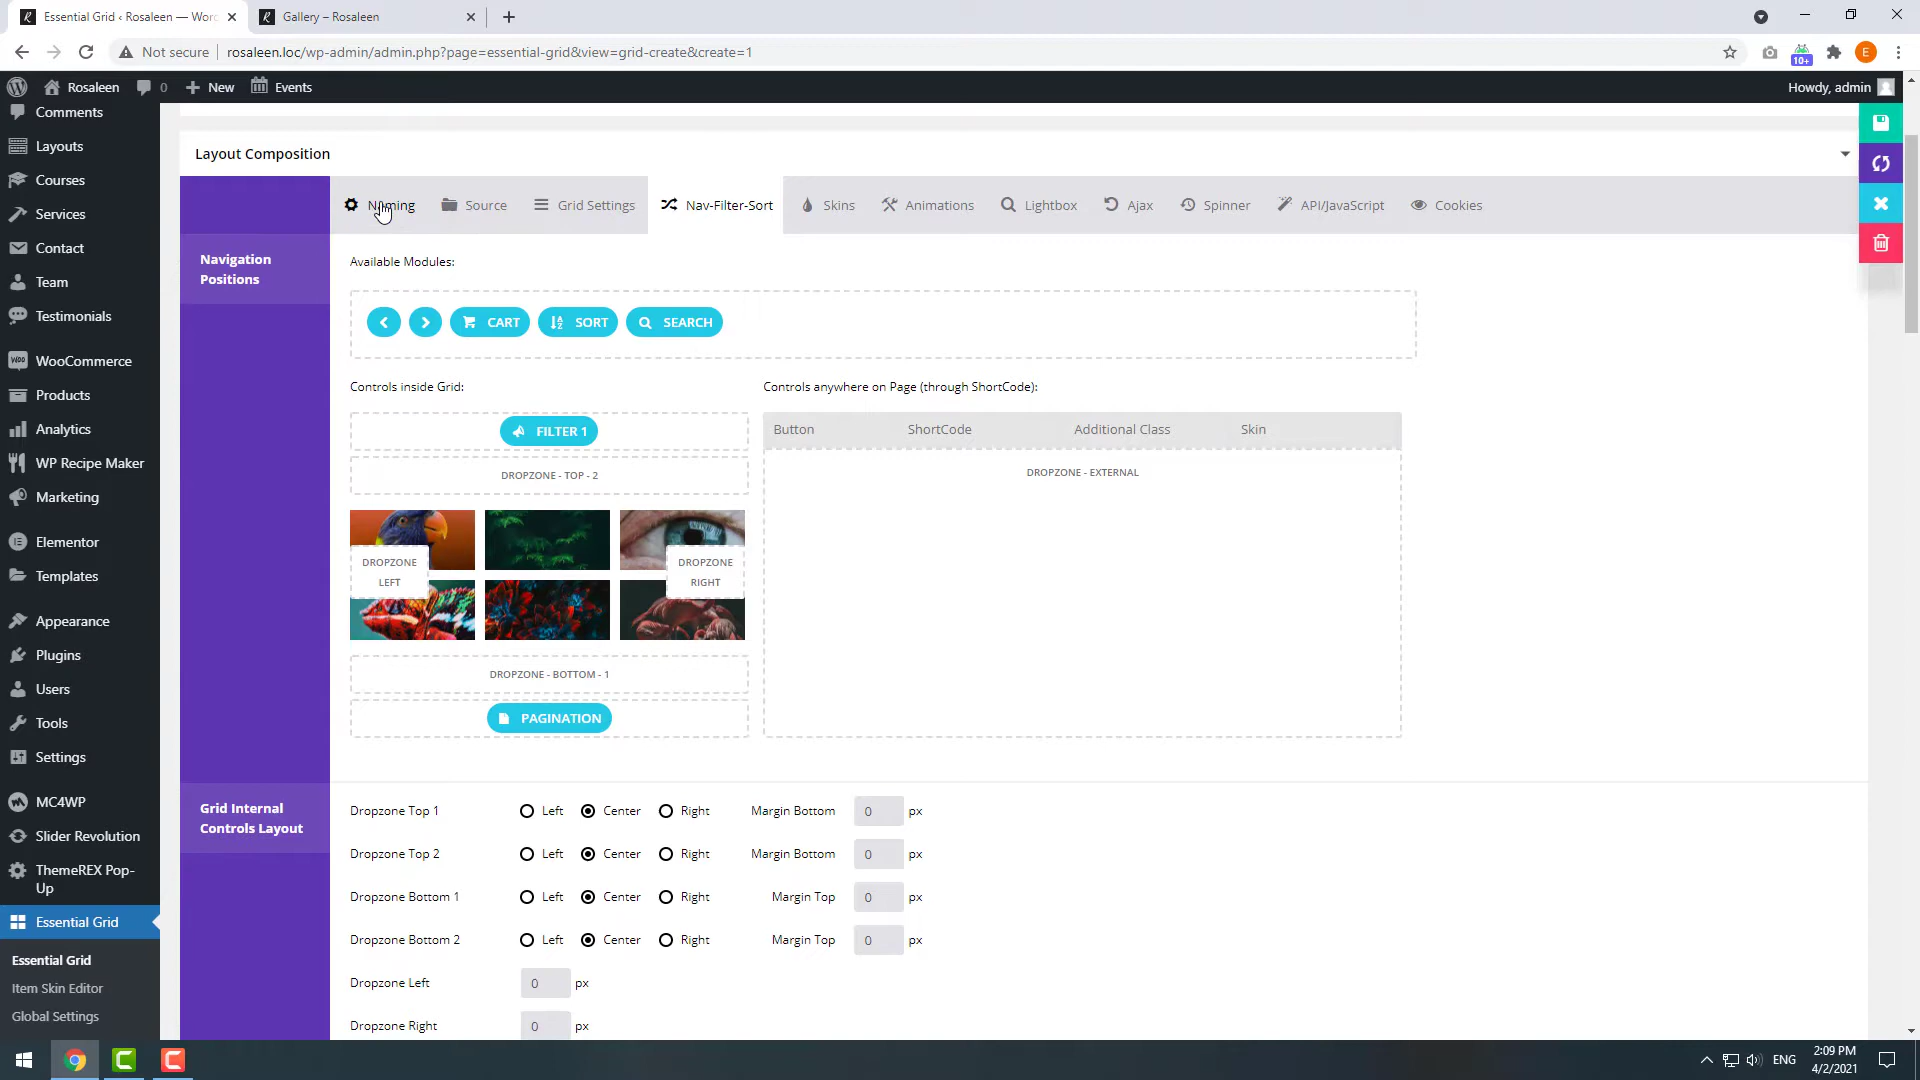 Essential Grid ‹ Rosaleen — Word
Gallery – Rosaleen
Not secure
rosaleen.loc/wp-admin/admin.php?page=essential-grid&view=grid-create&create=1
10+
E
Rosaleen
0
New
Events
Howdy, admin
Comments
Layouts
Courses
Services
Contact
Team
Testimonials
WooCommerce
Products
Analytics
WP Recipe Maker
Marketing
Elementor
Templates
Appearance
Plugins
Users
Tools
Settings
MC4WP
Slider Revolution
ThemeREX Pop-
Up
Essential Grid
Essential Grid
Item Skin Editor
Global Settings
Layout Composition
Naming
Source
Grid Settings
Nav-Filter-Sort
Skins
Animations
Lightbox
Ajax
Spinner
API/JavaScript
Cookies
Navigation
Positions
Available Modules:
CART
SORT
SEARCH
Controls inside Grid:
Controls anywhere on Page (through ShortCode):
FILTER 1
DROPZONE - TOP - 2
DROPZONE
LEFT
DROPZONE
RIGHT
DROPZONE - BOTTOM - 1
PAGINATION
Button ShortCode Additional Class Skin
DROPZONE - EXTERNAL
Grid Internal
Controls Layout
Dropzone Top 1 Left Center Right Margin Bottom 0 px
Dropzone Top 2 Left Center Right Margin Bottom 0 px
Dropzone Bottom 1 Left Center Right Margin Top 0 px
Dropzone Bottom 2 Left Center Right Margin Top 0 px
Dropzone Left 0 px
Dropzone Right 0 px
ENG
2:09 PM
4/2/2021